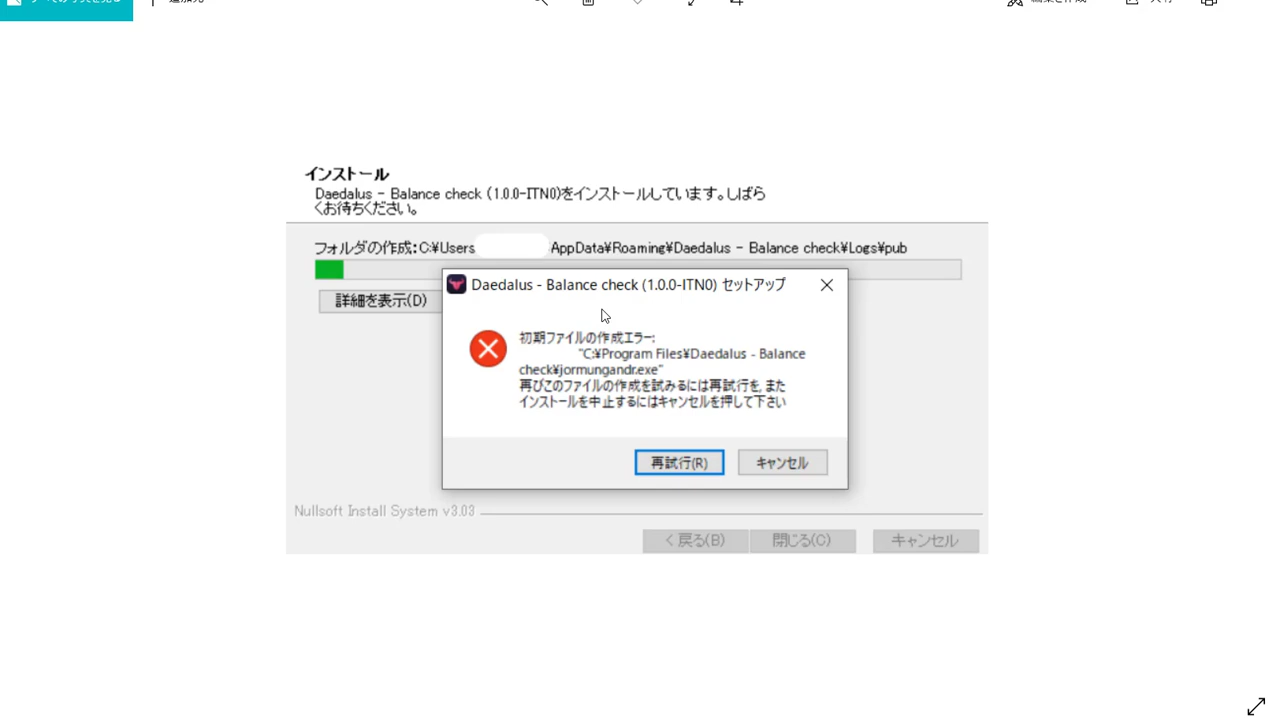 インストール
Daedalus - Balance check (1.0.0-ITN0)をインストールしています。しばら
くお待ちください。
フォルダの作成:C:¥Users AppData¥Roaming¥Daedalus - Balance check¥Logs¥pub
詳細を表示(D)
Daedalus - Balance check (1.0.0-ITN0) セットアップ
初期ファイルの作成エラー:
"C:¥Program Files¥Daedalus - Balance
check¥jormungandr.exe"
再びこのファイルの作成を試みるには再試行を, また
インストールを中止するにはキャンセルを押して下さい
再試行(R) キャンセル
Nullsoft Install System v3.03
< 戻る(B) 閉じる(C) キャンセル